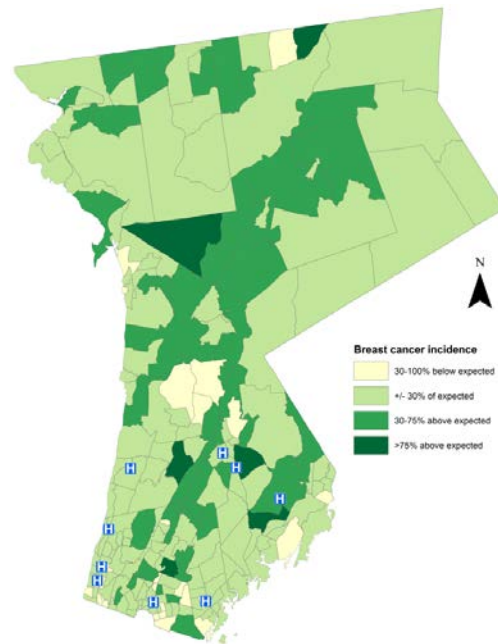 N
Breast cancer incidence
30-100% below expected
+/- 30% of expected
30-75% above expected
>75% above expected
H
H
H
H
H
H
H
H
H